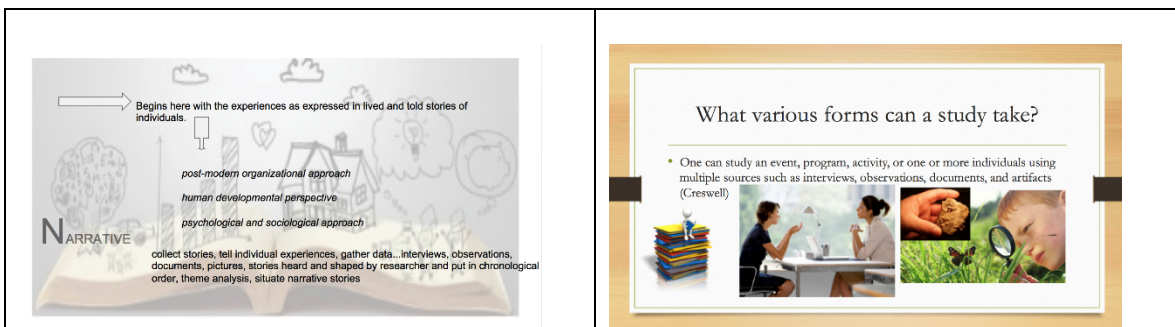 Begins here with the experiences as expressed in lived and told stories of
individuals.
post-modern organizational approach
human developmental perspective
psychological and sociological approach
NARRATIVE
collect stories, tell individual experiences, gather data...interviews, observations,
documents, pictures, stories heard and shaped by researcher and put in chronological
order, theme analysis, situate narrative stories
What various forms can a study take?
• One can study an event, program, activity, or one or more individuals using
multiple sources such as interviews, observations, documents, and artifacts
(Creswell)